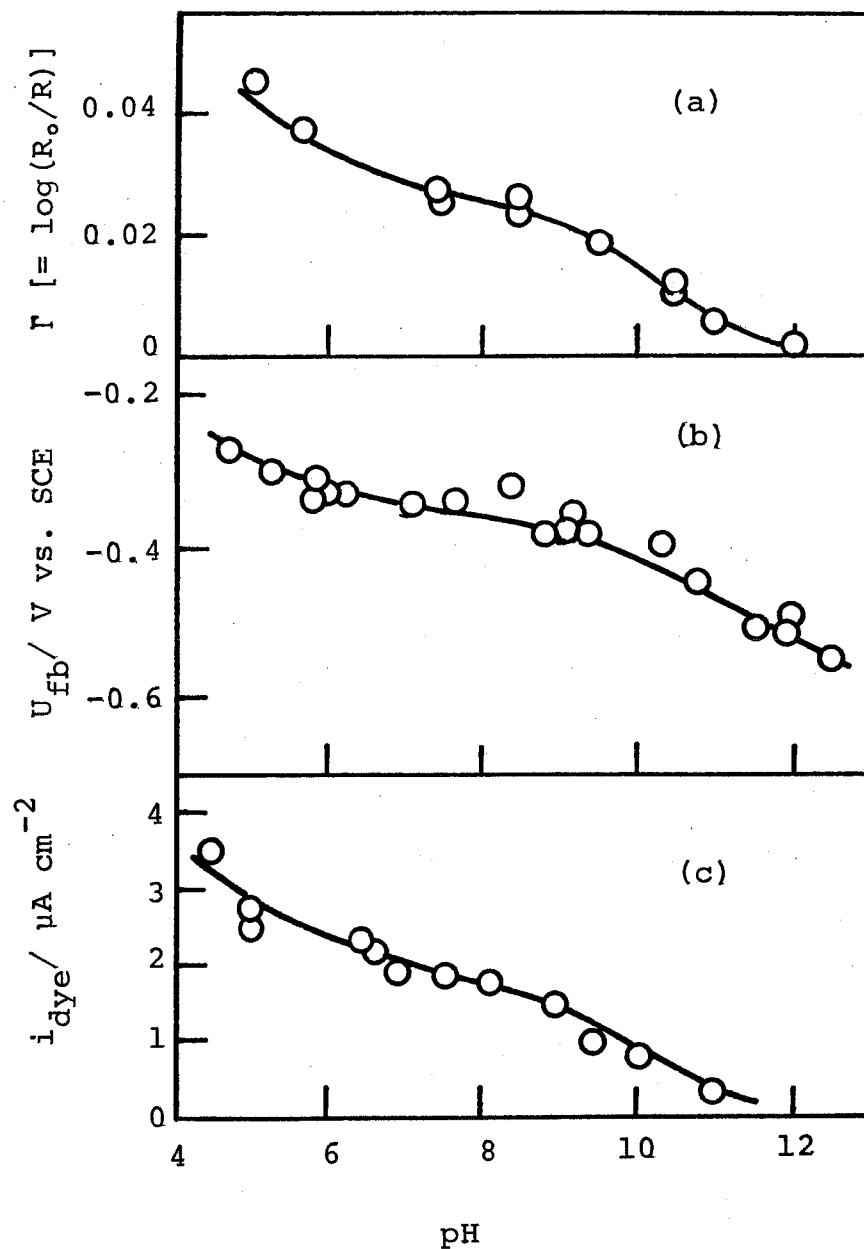 Γ [= log(R₀/R)]
0.04
0.02
0
(a)
U_fb/ V vs. SCE
-0.2
-0.4
-0.6
(b)
i_dye/ μA cm⁻²
4
3
2
1
0
(c)
4 6 8 10 12
pH